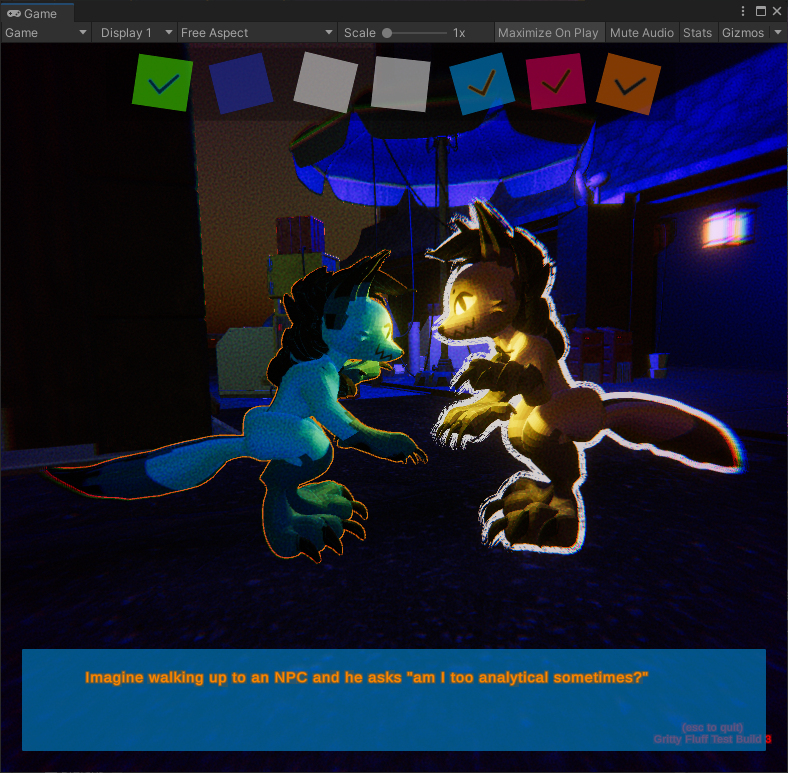 Game
Game
Display 1
Free Aspect
Scale
1x
Maximize On Play
Mute Audio
Stats
Gizmos
Imagine walking up to an NPC and he asks "am I too analytical sometimes?"
(esc to quit)
Gritty Fluff Test Build 3